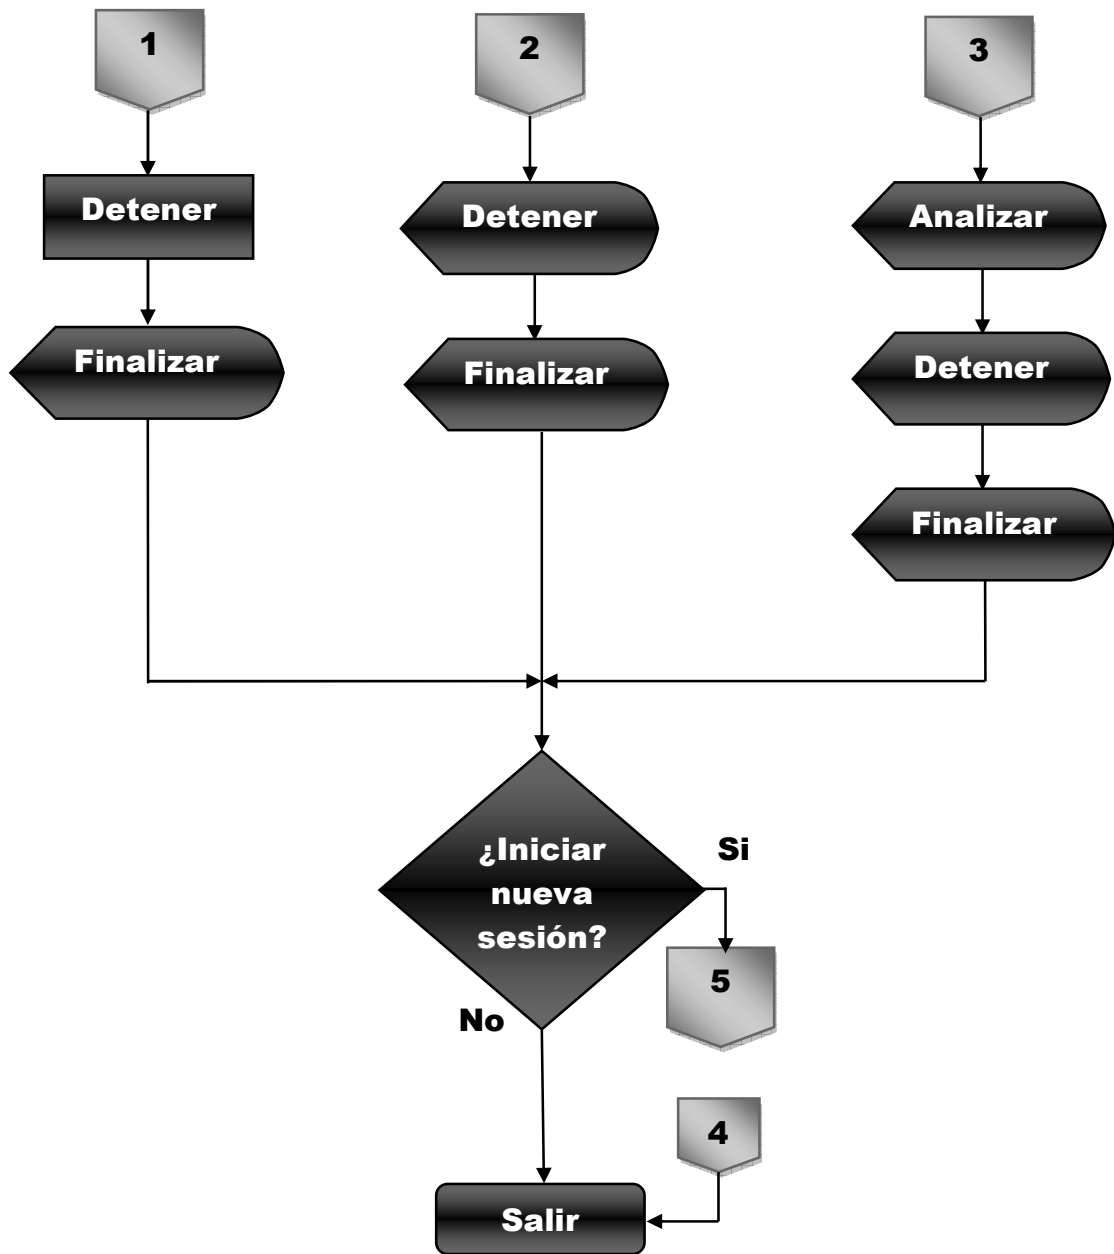 1
2
3
Detener
Detener
Analizar
Finalizar
Finalizar
Detener
Finalizar
¿Iniciar
nueva
sesión?
Si
5
No
4
Salir